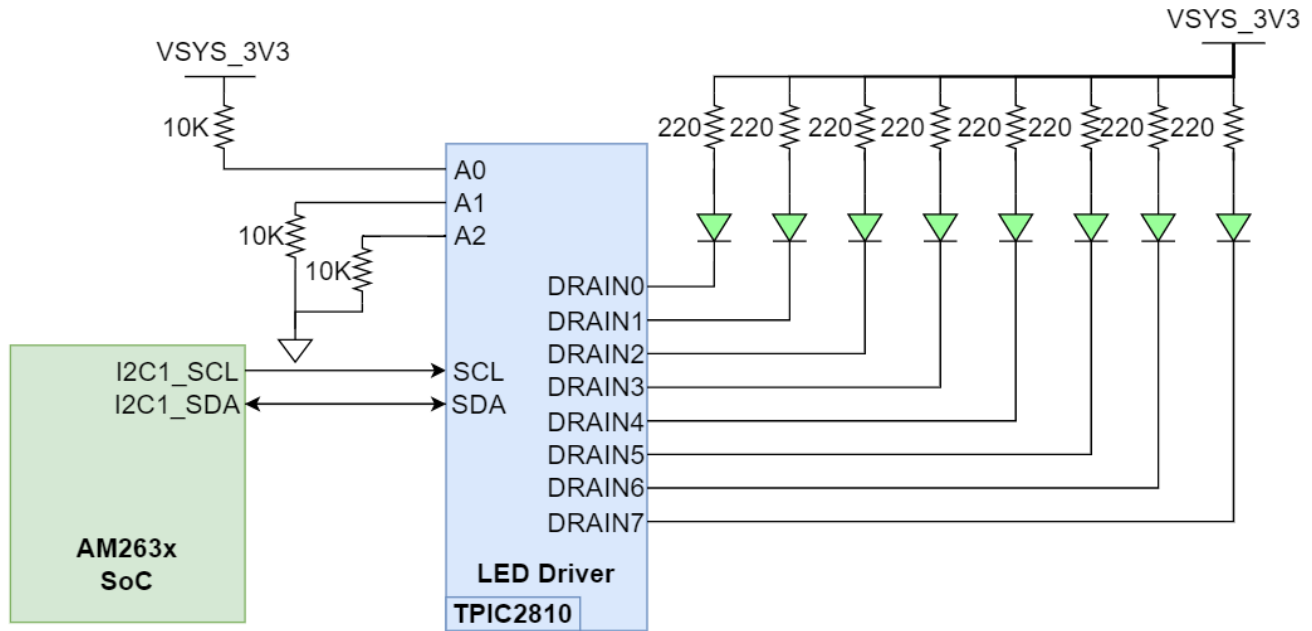 VSYS_3V3
VSYS_3V3
10K
220 220 220 220 220 220 220 220
A0
A1
A2
10K
10K
DRAIN0
DRAIN1
DRAIN2
DRAIN3
DRAIN4
DRAIN5
DRAIN6
DRAIN7
I2C1_SCL
I2C1_SDA
SCL
SDA
AM263x
SoC
LED Driver
TPIC2810